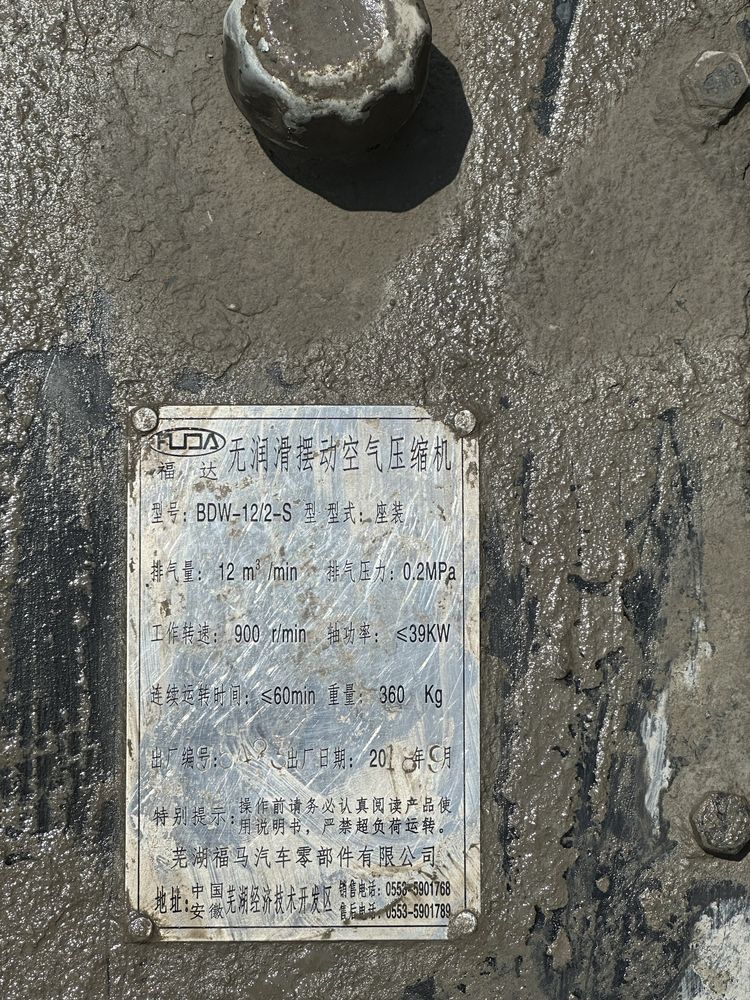 FUDA
福达 无润滑摆动空气压缩机
型号: BDW-12/2-S 型 型式: 座装
排气量: 12 m³/min 排气压力: 0.2MPa
工作转速: 900 r/min 轴功率: ≤39KW
连续运转时间: ≤60min 重量: 360 Kg
出厂编号: 出厂日期: 2018年9月
特别提示: 操作前请务必认真阅读产品使
用说明书，严禁超负荷运转。
芜湖福马汽车零部件有限公司
地址: 中国安徽芜湖经济技术开发区 销售电话: 0553-5901768
售后电话: 0553-5901789